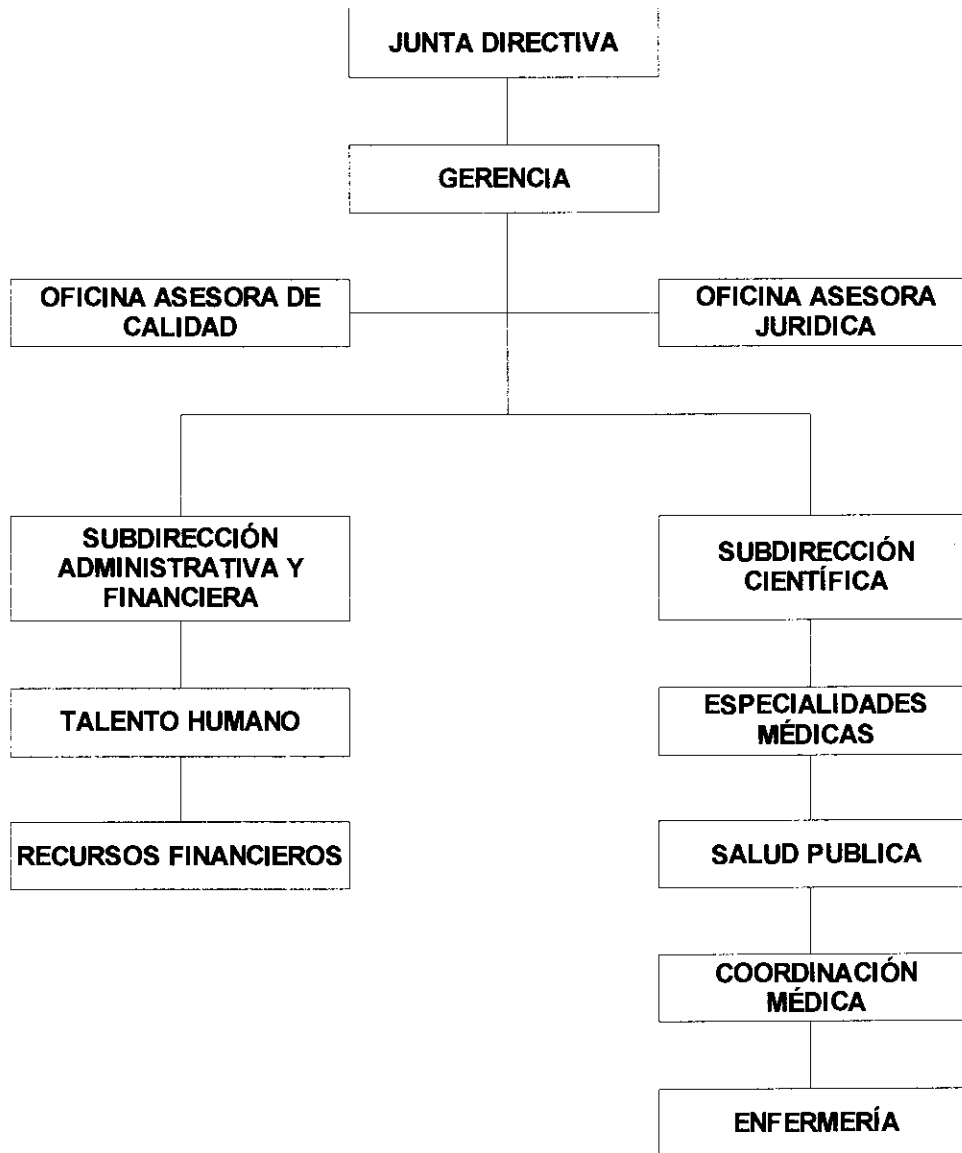 JUNTA DIRECTIVA
GERENCIA
OFICINA ASESORA DE
CALIDAD
OFICINA ASESORA
JURIDICA
SUBDIRECCIÓN
ADMINISTRATIVA Y
FINANCIERA
SUBDIRECCIÓN
CIENTÍFICA
TALENTO HUMANO
ESPECIALIDADES
MÉDICAS
RECURSOS FINANCIEROS
SALUD PUBLICA
COORDINACIÓN
MÉDICA
ENFERMERÍA